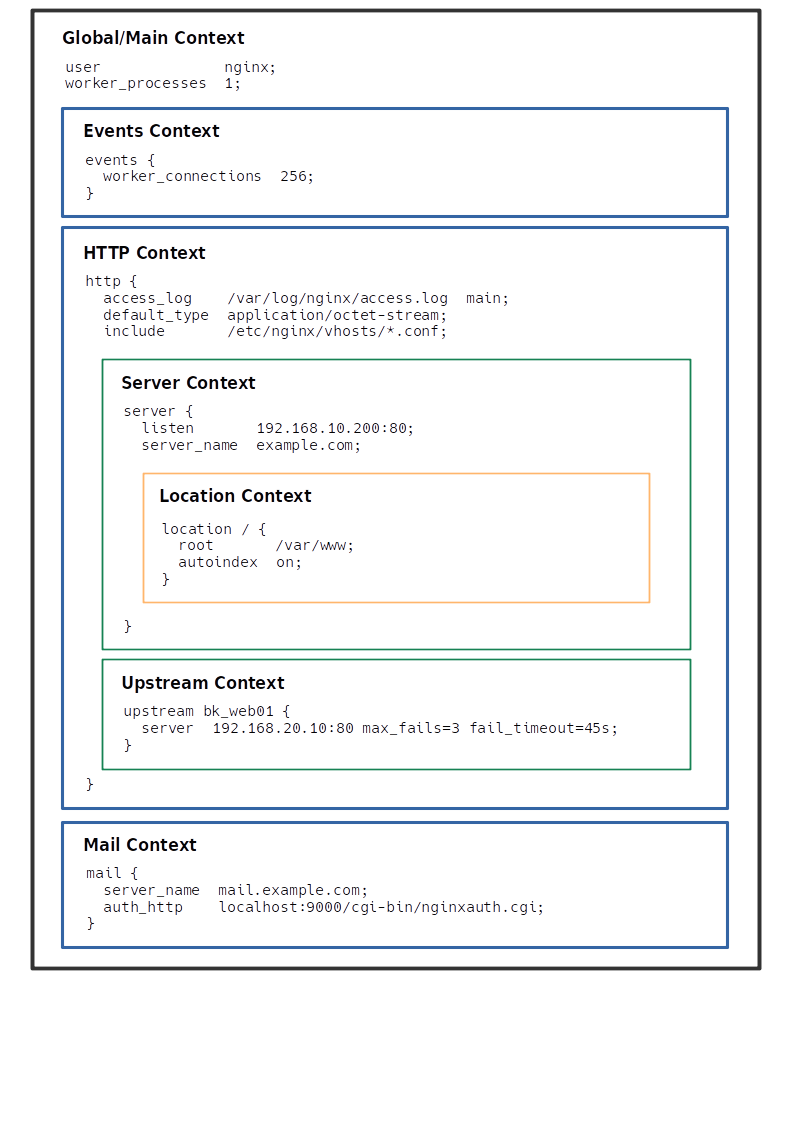 Global/Main Context
user              nginx;
worker_processes  1;
Events Context
events {
  worker_connections  256;
}
HTTP Context
http {
  access_log    /var/log/nginx/access.log  main;
  default_type  application/octet-stream;
  include       /etc/nginx/vhosts/*.conf;
Server Context
server {
  listen       192.168.10.200:80;
  server_name  example.com;
Location Context
location / {
  root       /var/www;
  autoindex  on;
}
}
Upstream Context
upstream bk_web01 {
  server  192.168.20.10:80 max_fails=3 fail_timeout=45s;
}
}
Mail Context
mail {
  server_name  mail.example.com;
  auth_http    localhost:9000/cgi-bin/nginxauth.cgi;
}